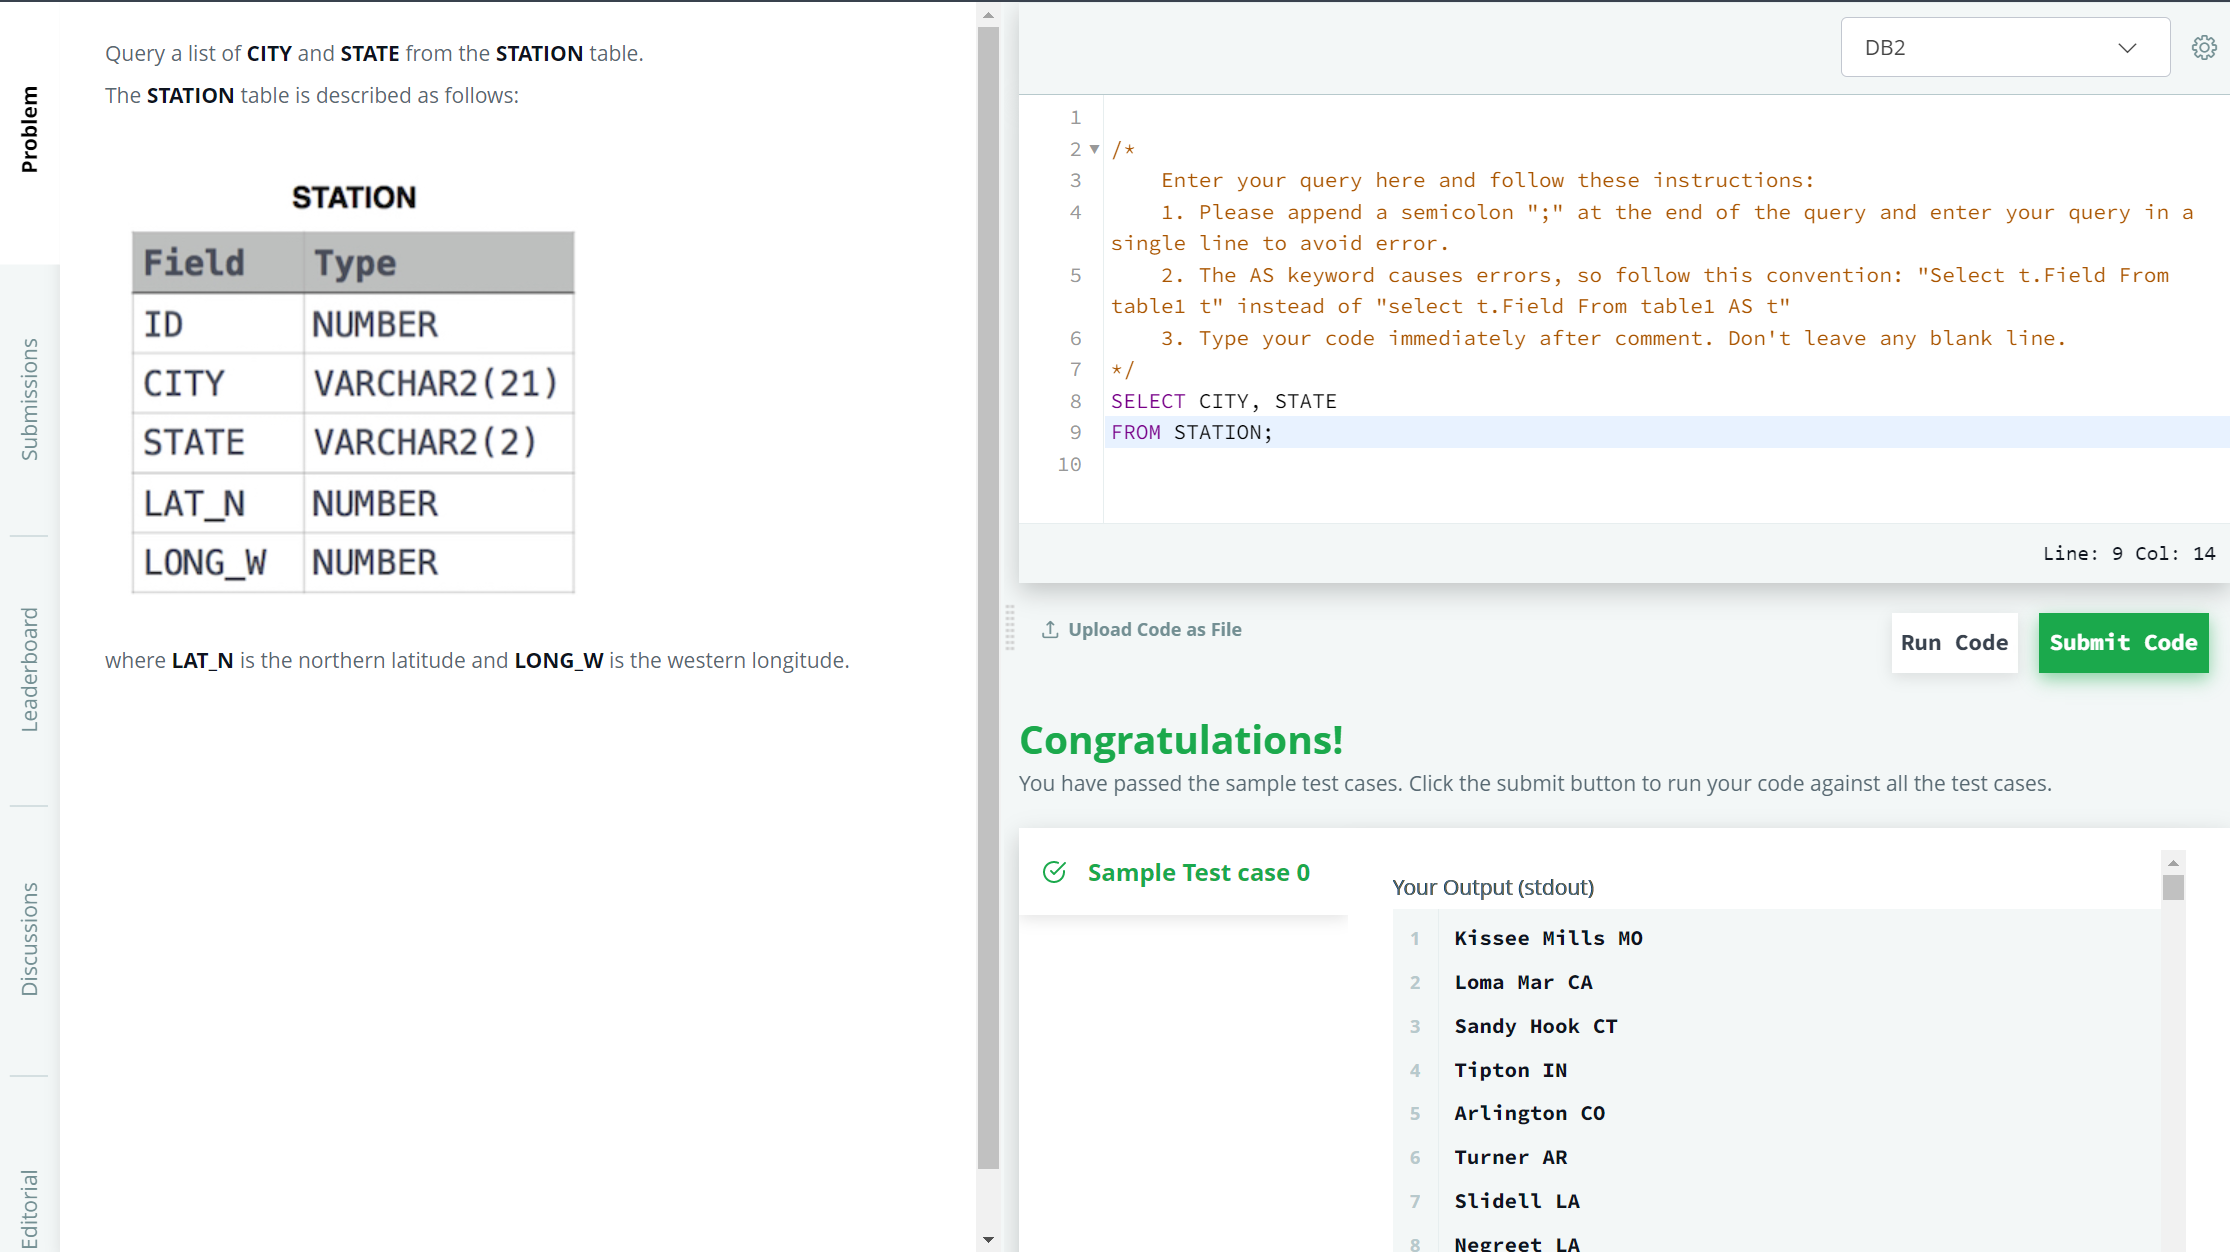 Problem
Submissions
Leaderboard
Discussions
Editorial
Query a list of CITY and STATE from the STATION table.
The STATION table is described as follows:
STATION
Field Type
ID NUMBER
CITY VARCHAR2(21)
STATE VARCHAR2(2)
LAT_N NUMBER
LONG_W NUMBER
where LAT_N is the northern latitude and LONG_W is the western longitude.
DB2
1
2 /*
3 Enter your query here and follow these instructions:
4 1. Please append a semicolon ";" at the end of the query and enter your query in a
single line to avoid error.
5 2. The AS keyword causes errors, so follow this convention: "Select t.Field From
table1 t" instead of "select t.Field From table1 AS t"
6 3. Type your code immediately after comment. Don't leave any blank line.
7 */
8 SELECT CITY, STATE
9 FROM STATION;
10
Line: 9 Col: 14
Upload Code as File
Run Code
Submit Code
Congratulations!
You have passed the sample test cases. Click the submit button to run your code against all the test cases.
Sample Test case 0
Your Output (stdout)
1 Kissee Mills MO
2 Loma Mar CA
3 Sandy Hook CT
4 Tipton IN
5 Arlington CO
6 Turner AR
7 Slidell LA
8 Negreet LA